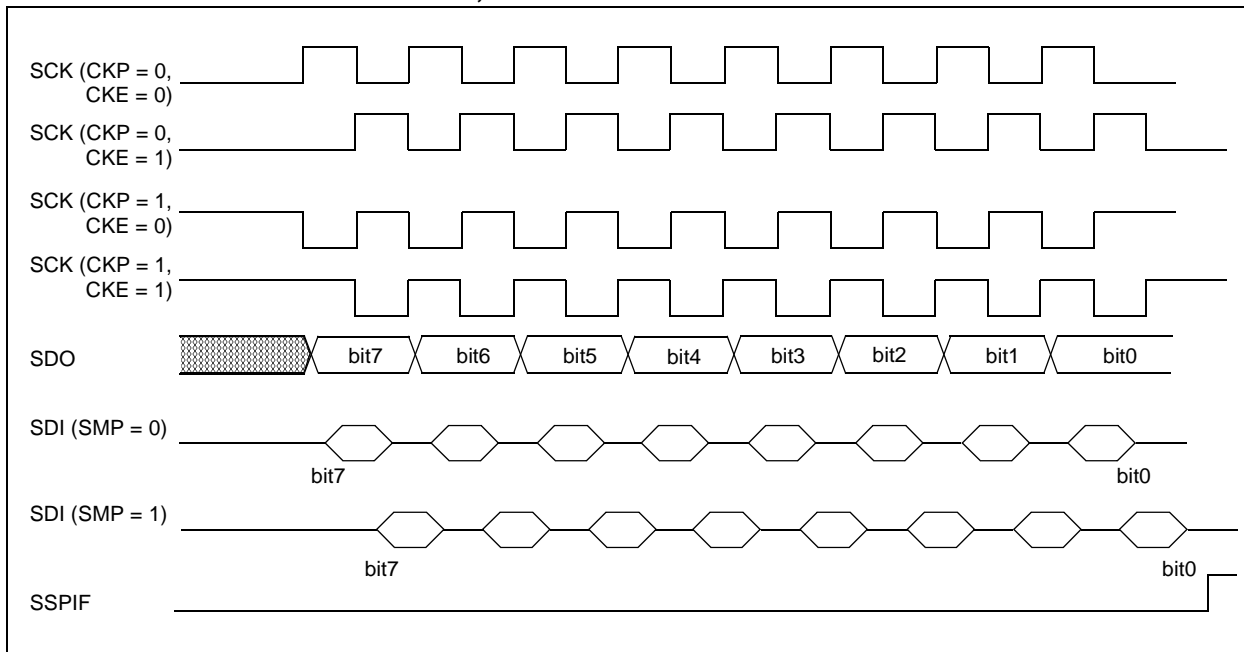 SCK (CKP = 0,
CKE = 0)
SCK (CKP = 0,
CKE = 1)
SCK (CKP = 1,
CKE = 0)
SCK (CKP = 1,
CKE = 1)
SDO
bit7 bit6 bit5 bit4 bit3 bit2 bit1 bit0
SDI (SMP = 0)
bit7 bit0
SDI (SMP = 1)
bit7 bit0
SSPIF